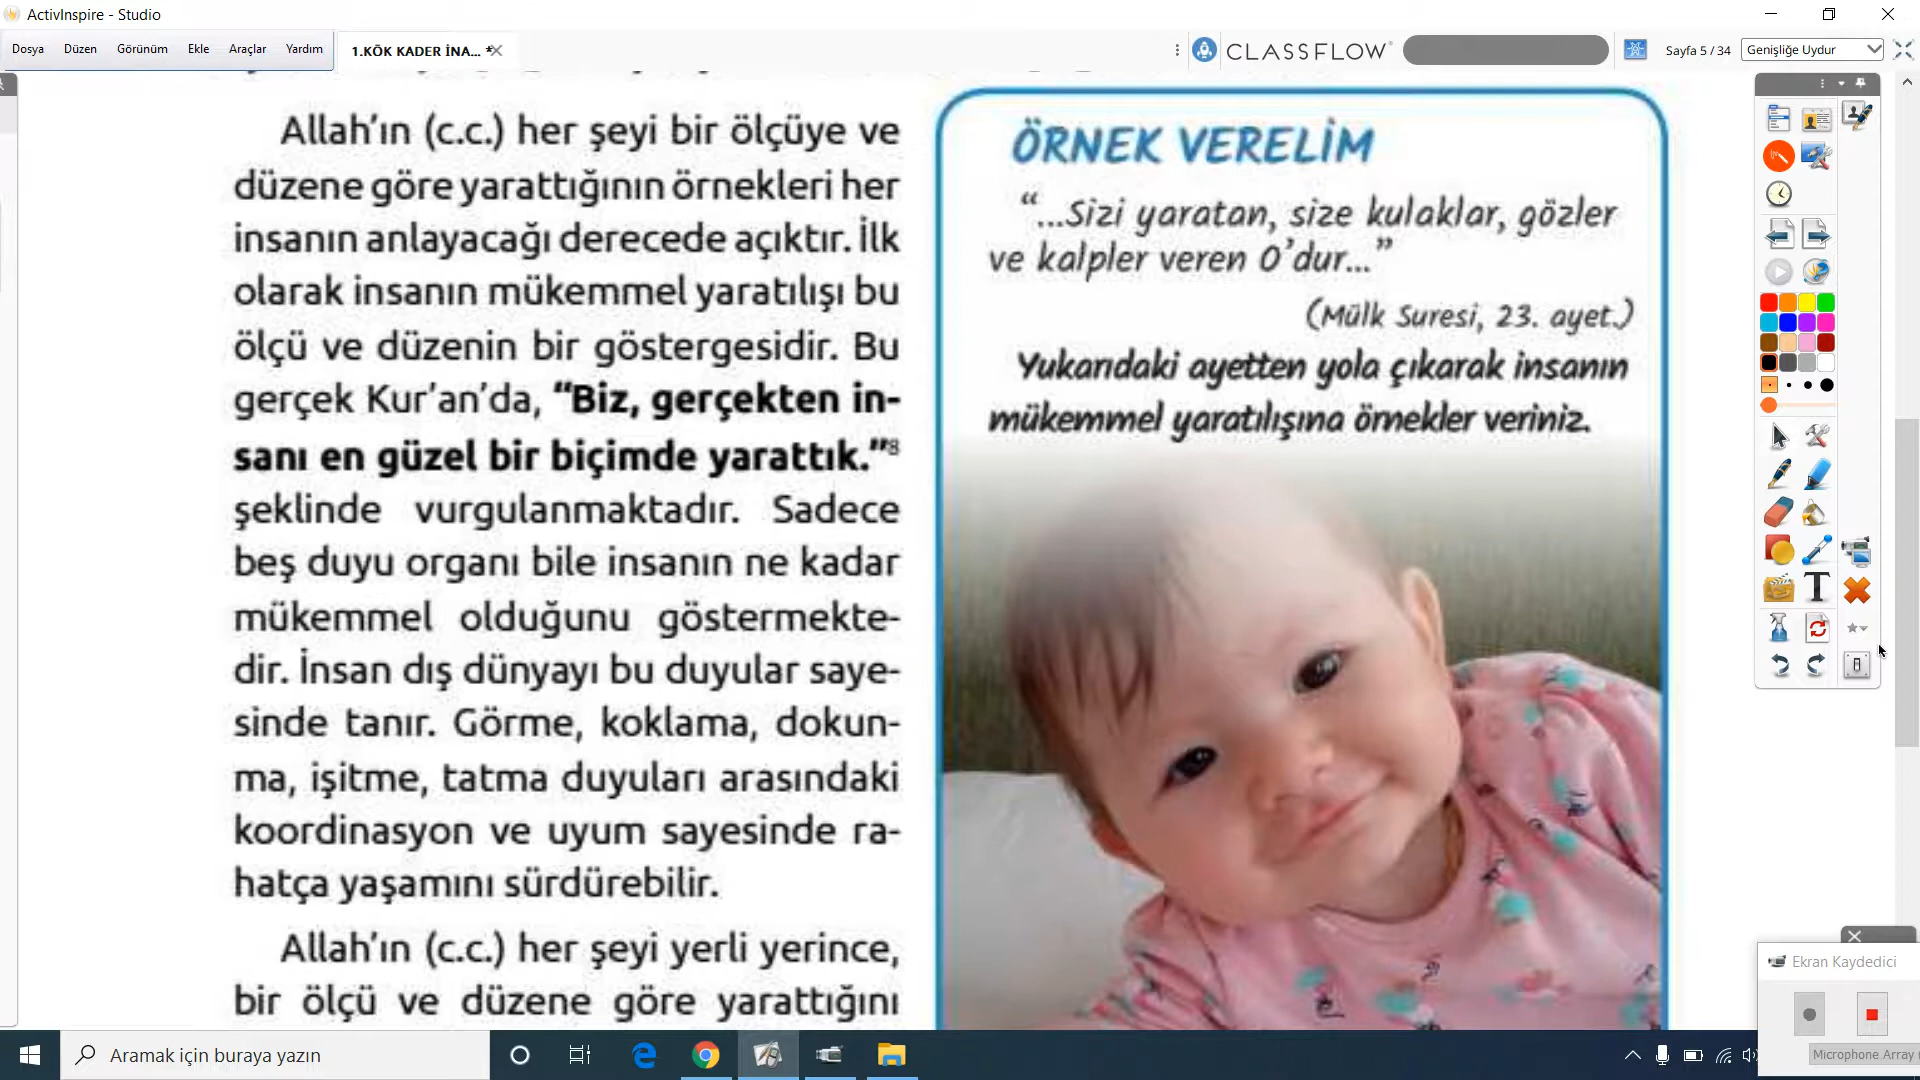 ActivInspire - Studio
Dosya Düzen Görünüm Ekle Araçlar Yardım
1.KÖK KADER İNA... *
CLASSFLOW
Sayfa 5 / 34
Genişliğe Uydur
Allah’ın (c.c.) her şeyi bir ölçüye ve
düzene göre yarattığının örnekleri her
insanın anlayacağı derecede açıktır. İlk
olarak insanın mükemmel yaratılışı bu
ölçü ve düzenin bir göstergesidir. Bu
gerçek Kur’an’da, “Biz, gerçekten in-
sanı en güzel bir biçimde yarattık.”8
şeklinde vurgulanmaktadır. Sadece
beş duyu organı bile insanın ne kadar
mükemmel olduğunu göstermekte-
dir. İnsan dış dünyayı bu duyular saye-
sinde tanır. Görme, koklama, dokun-
ma, işitme, tatma duyuları arasındaki
koordinasyon ve uyum sayesinde ra-
hatça yaşamını sürdürebilir.
Allah’ın (c.c.) her şeyi yerli yerince,
bir ölçü ve düzene göre yarattığını
ÖRNEK VERELİM
“...Sizi yaratan, size kulaklar, gözler
ve kalpler veren O’dur...”
(Mülk Suresi, 23. ayet.)
Yukarıdaki ayetten yola çıkarak insanın
mükemmel yaratılışına örnekler veriniz.
Ekran Kaydedici
Microphone Array
Aramak için buraya yazın